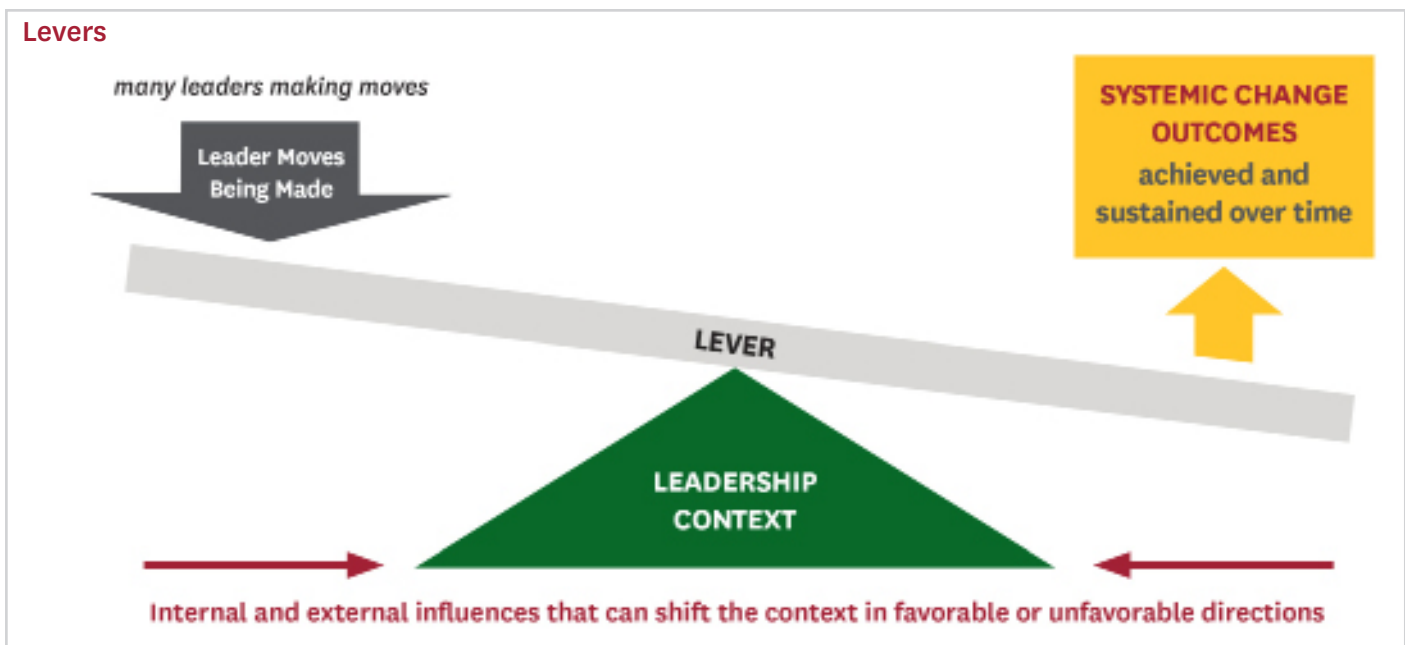 Levers
many leaders making moves
Leader Moves
Being Made
SYSTEMIC CHANGE
OUTCOMES
achieved and
sustained over time
LEVER
LEADERSHIP
CONTEXT
Internal and external influences that can shift the context in favorable or unfavorable directions